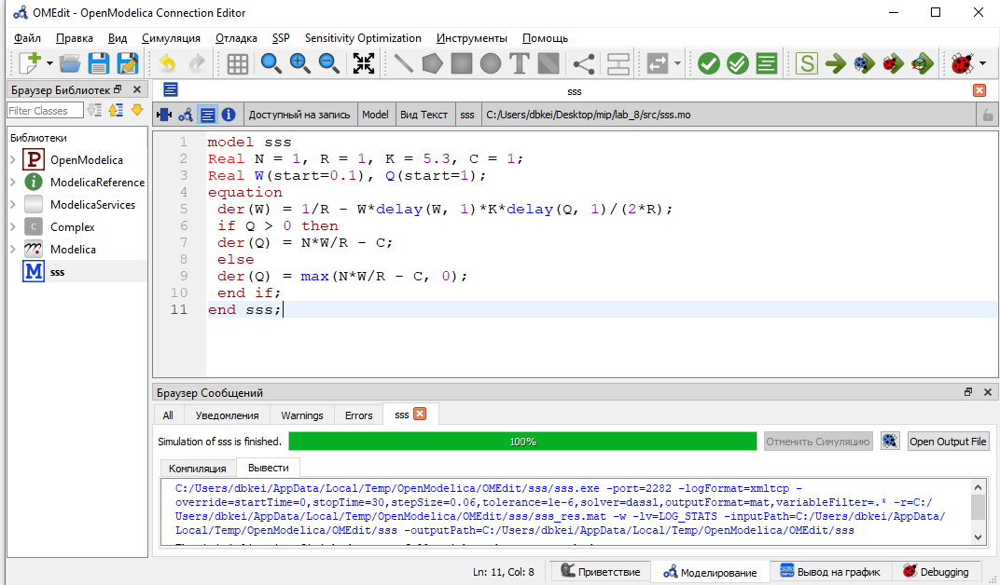 OMEdit - OpenModelica Connection Editor
Файл Правка Вид Симуляция Отладка SSP Sensitivity Optimization Инструменты Помощь
Браузер Библиотек
Filter Classes
Библиотеки
P OpenModelica
i ModelicaReference
ModelicaServices
C Complex
Modelica
M sss
sss
Доступный на запись Model Вид Текст sss C:/Users/dbkei/Desktop/mip/lab_8/src/sss.mo
1 model sss
2 Real N = 1, R = 1, K = 5.3, C = 1;
3 Real W(start=0.1), Q(start=1);
4 equation
5 der(W) = 1/R - W*delay(W, 1)*K*delay(Q, 1)/(2*R);
6 if Q > 0 then
7 der(Q) = N*W/R - C;
8 else
9 der(Q) = max(N*W/R - C, 0);
10 end if;
11 end sss;
Браузер Сообщений
All Уведомления Warnings Errors sss
Simulation of sss is finished. 100% Отменить Симуляцию Open Output File
Компиляция Вывести
C:/Users/dbkei/AppData/Local/Temp/OpenModelica/OMEdit/sss/sss.exe -port=2282 -logFormat=xmltcp -
override=startTime=0,stopTime=30,stepSize=0.06,tolerance=1e-6,solver=dassl,outputFormat=mat,variableFilter=.* -r=C:/
Users/dbkei/AppData/Local/Temp/OpenModelica/OMEdit/sss/sss_res.mat -w -lv=LOG_STATS -inputPath=C:/Users/dbkei/AppData/
Local/Temp/OpenModelica/OMEdit/sss -outputPath=C:/Users/dbkei/AppData/Local/Temp/OpenModelica/OMEdit/sss
Ln: 11, Col: 8 Приветствие Моделирование Вывод на график Debugging